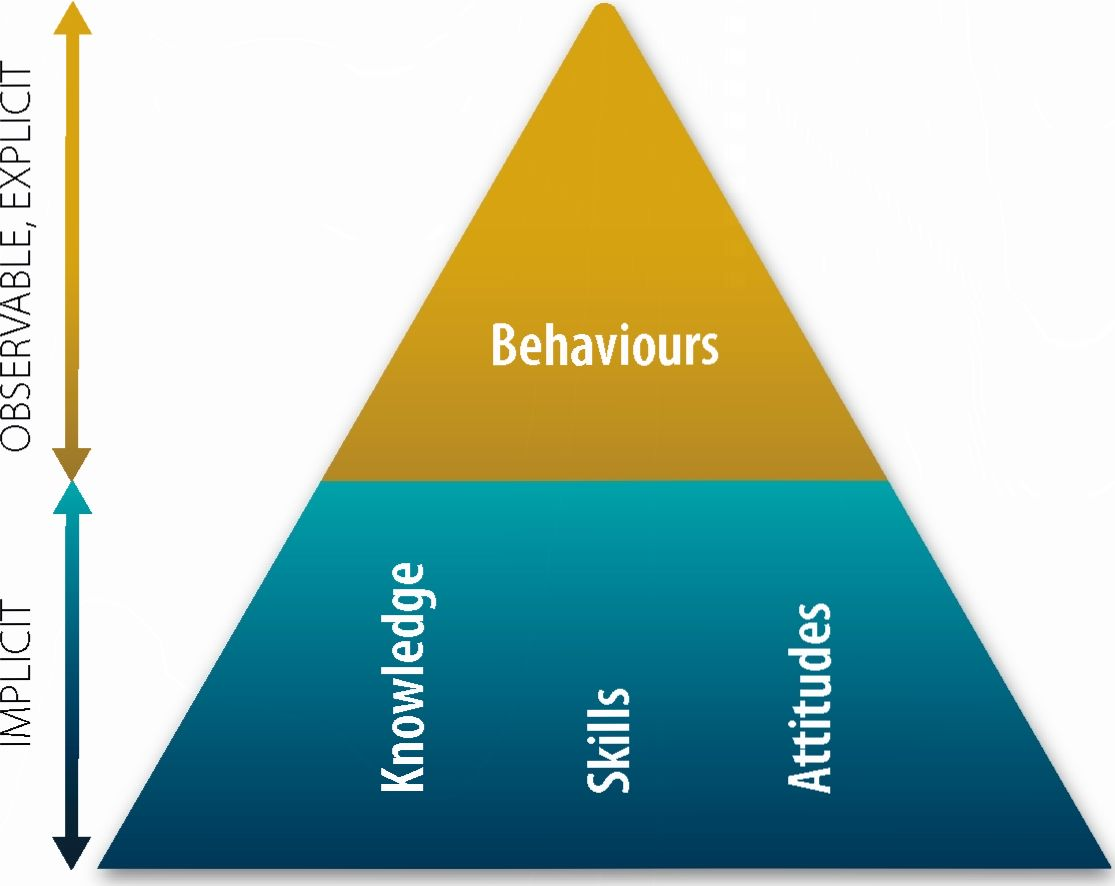 OBSERVABLE, EXPLICIT
Behaviours
IMPLICIT
Knowledge
Skills
Attitudes